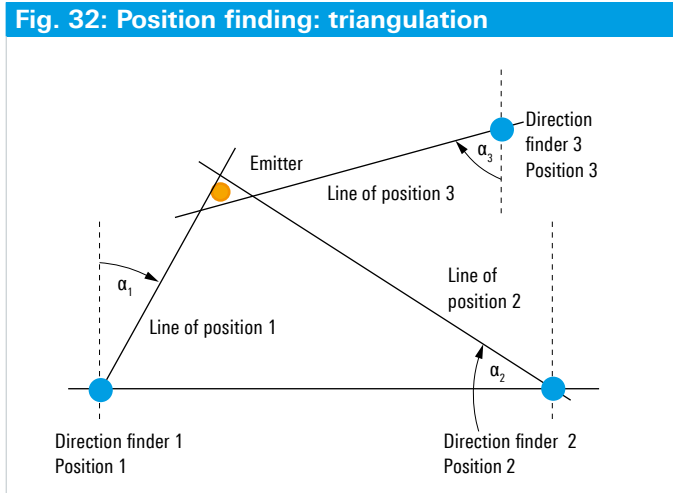 Fig. 32: Position finding: triangulation
Direction
finder 3
Position 3
α3
Emitter
Line of position 3
α1
Line of
position 2
Line of position 1
α2
Direction finder 1
Position 1
Direction finder 2
Position 2